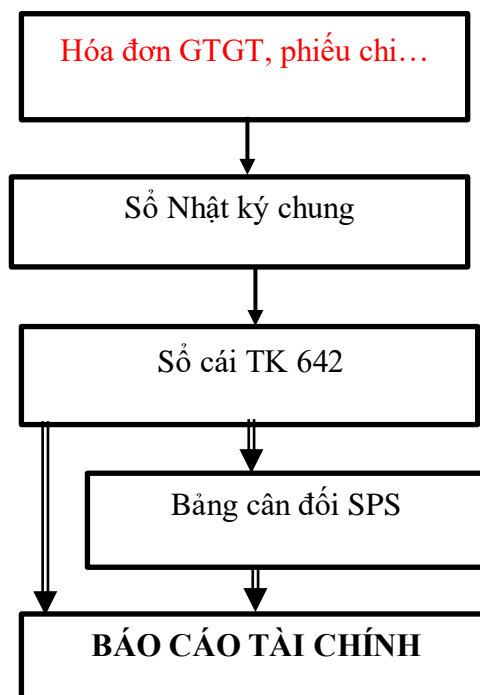 Hóa đơn GTGT, phiếu chi…
Sổ Nhật ký chung
Sổ cái TK 642
Bảng cân đối SPS
BÁO CÁO TÀI CHÍNH